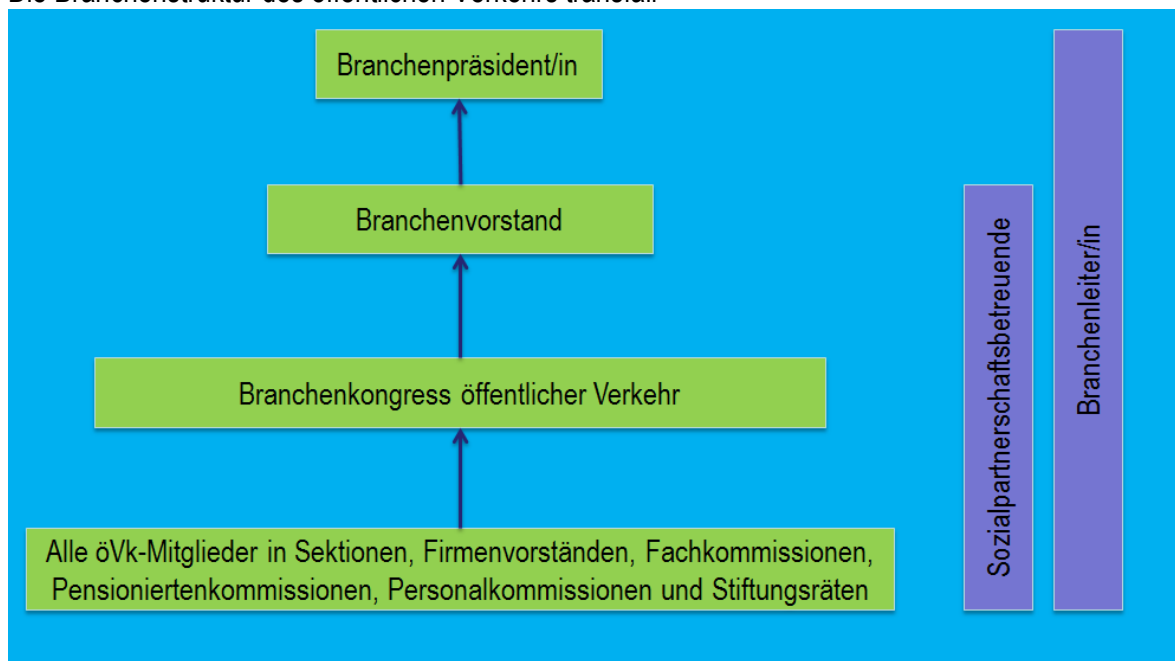 Branchenpräsident/in
Branchenvorstand
Branchenkongress öffentlicher Verkehr
Alle öVk-Mitglieder in Sektionen, Firmenvorständen, Fachkommissionen,
Pensioniertenkommissionen, Personalkommissionen und Stiftungsräten
Sozialpartnerschaftsbetreuende
Branchenleiter/in